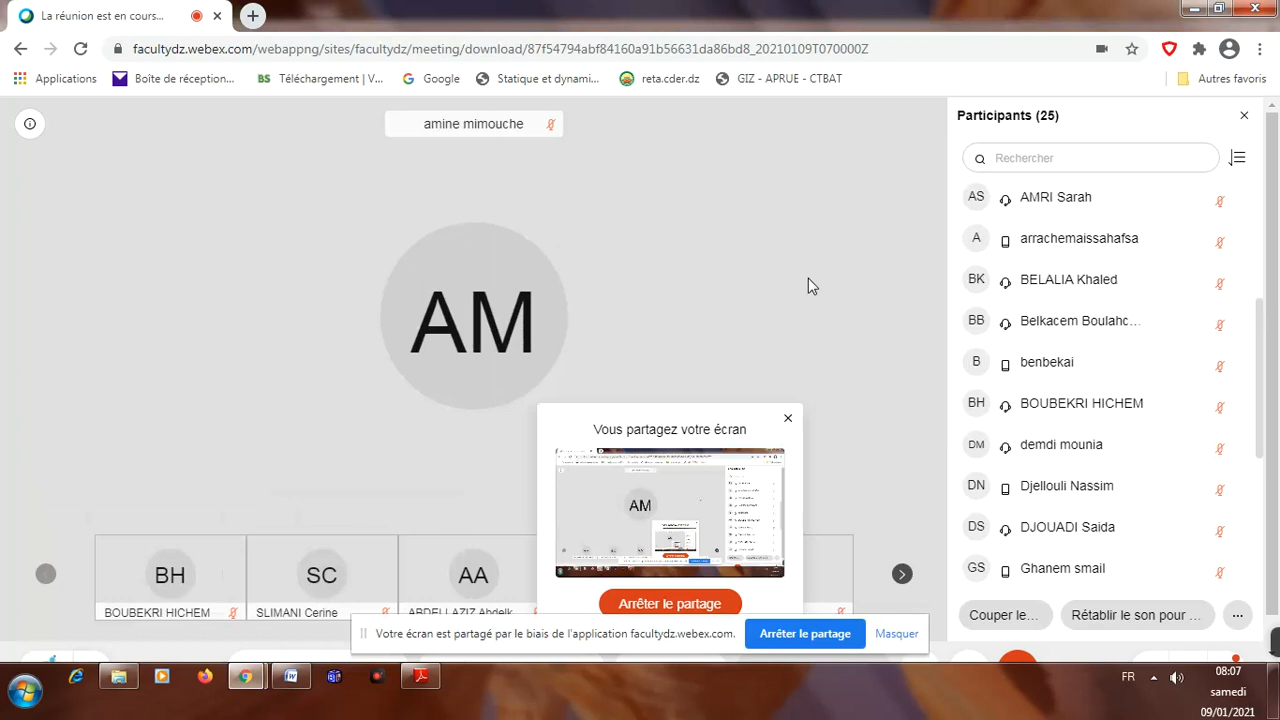 La réunion est en cours...
facultydz.webex.com/webappng/sites/facultydz/meeting/download/87f54794abf84160a91b56631da86bd8_20210109T070000Z
Applications
Boîte de réception...
BS Téléchargement | V...
Google
Statique et dynami...
reta.cder.dz
GIZ - APRUE - CTBAT
Autres favoris
amine mimouche
Participants (25)
Rechercher
AS AMRI Sarah
A arrachemaissahafsa
BK BELALIA Khaled
BB Belkacem Boulahc...
B benbekai
BH BOUBEKRI HICHEM
DM demdi mounia
DN Djellouli Nassim
DS DJOUADI Saida
GS Ghanem smail
Couper le...
Rétablir le son pour ...
AM
Vous partagez votre écran
AM
Arrêter le partage
BH
BOUBEKRI HICHEM
SC
SLIMANI Cerine
AA
ABDELLAZIZ Abdelk
Votre écran est partagé par le biais de l'application facultydz.webex.com.
Arrêter le partage
Masquer
FR
08:07
samedi
09/01/2021